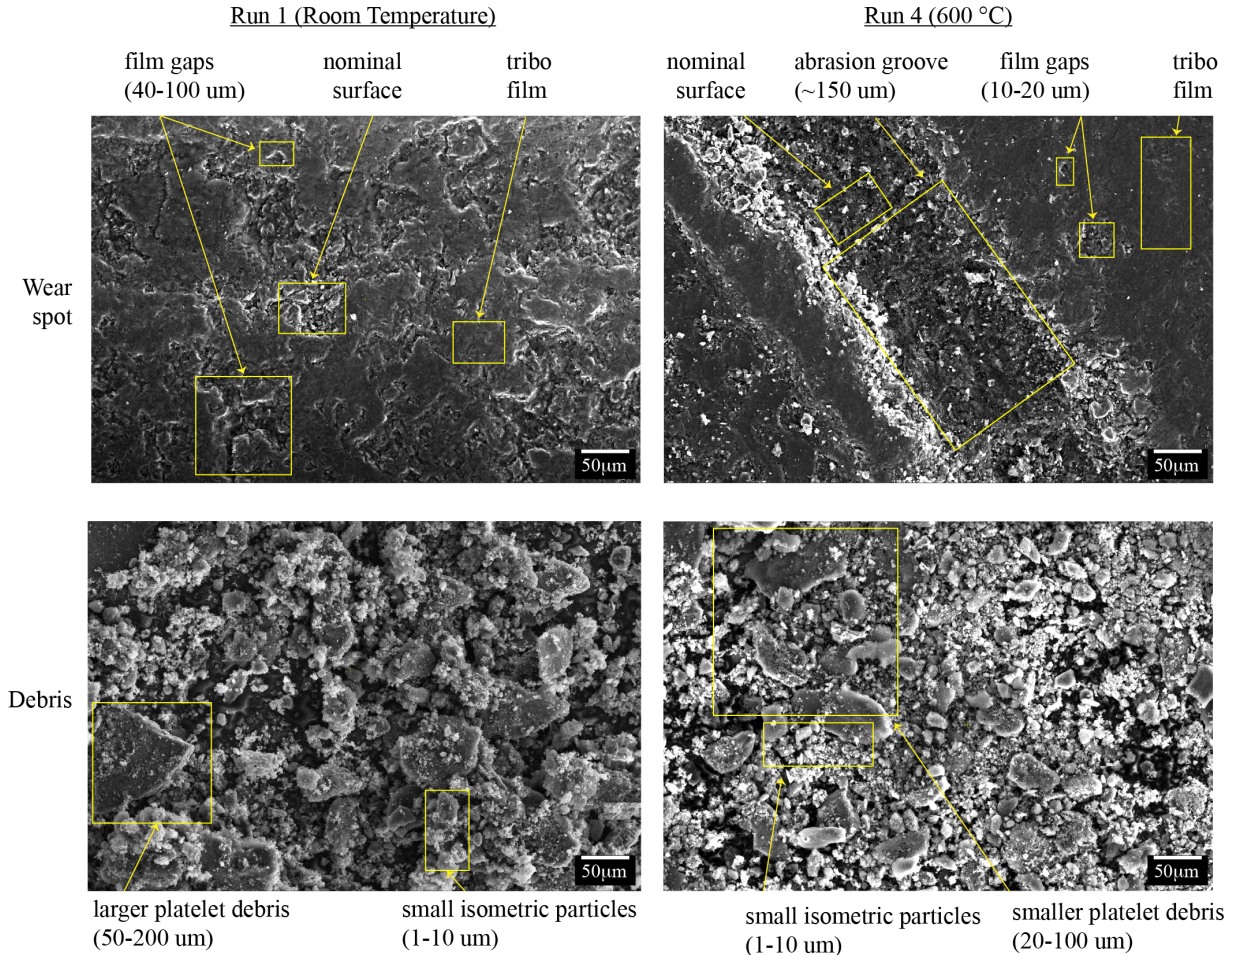 Run 1 (Room Temperature)
Run 4 (600 °C)
film gaps
(40-100 um)
nominal
surface
tribo
film
nominal
surface
abrasion groove
(~150 um)
film gaps
(10-20 um)
tribo
film
Wear
spot
50μm
50μm
Debris
50μm
50μm
larger platelet debris
(50-200 um)
small isometric particles
(1-10 um)
small isometric particles
(1-10 um)
smaller platelet debris
(20-100 um)